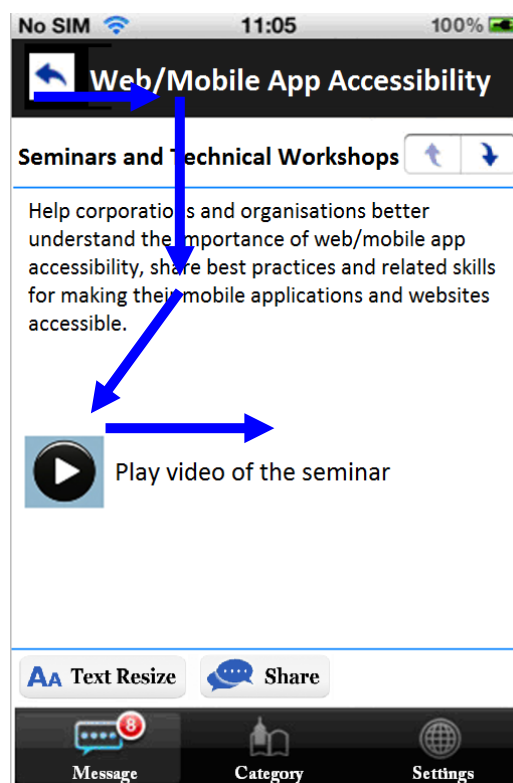 No SIM 11:05 100%
Web/Mobile App Accessibility
Seminars and Technical Workshops
Help corporations and organisations better
understand the importance of web/mobile app
accessibility, share best practices and related skills
for making their mobile applications and websites
accessible.
Play video of the seminar
AA Text Resize Share
8
Message Category Settings